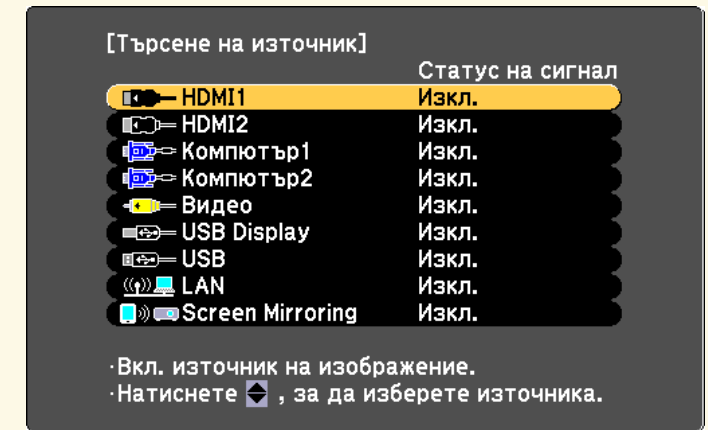 [Търсене на източник]
Статус на сигнал
HDMI1 Изкл.
HDMI2 Изкл.
Компютър1 Изкл.
Компютър2 Изкл.
Видео Изкл.
USB Display Изкл.
USB Изкл.
LAN Изкл.
Screen Mirroring Изкл.
·Вкл. източник на изображение.
·Натиснете , за да изберете източника.